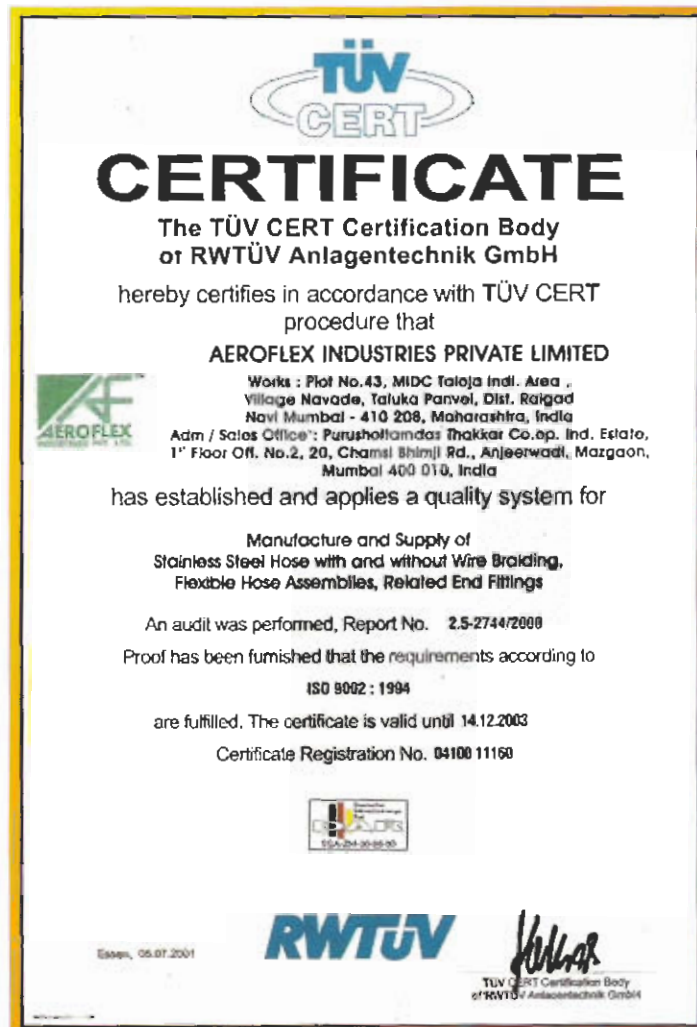 TÜV
CERT
CERTIFICATE
The TÜV CERT Certification Body
of RWTÜV Anlagentechnik GmbH
hereby certifies in accordance with TÜV CERT
procedure that
AEROFLEX INDUSTRIES PRIVATE LIMITED
AEROFLEX
INDUSTRIES PVT. LTD.
Works : Plot No.43, MIDC Taloja Indl. Area ,
Village Navade, Taluka Panvel, Dist. Raigad
Navi Mumbai - 410 208, Maharashtra, India
Adm / Sales Office : Purushottamdas Thakkar Co.op. Ind. Estate,
1st Floor Off. No.2, 20, Chamsi Bhimji Rd., Anjeerwadi, Mazgaon,
Mumbai 400 010, India
has established and applies a quality system for
Manufacture and Supply of
Stainless Steel Hose with and without Wire Braiding,
Flexible Hose Assemblies, Related End Fittings
An audit was performed, Report No. 2.5-2744/2000
Proof has been furnished that the requirements according to
ISO 9002 : 1994
are fulfilled. The certificate is valid until 14.12.2003
Certificate Registration No. 04100 11160
DAR
Essen, 05.07.2001
RWTÜV
TÜV CERT Certification Body
of RWTÜV Anlagentechnik GmbH